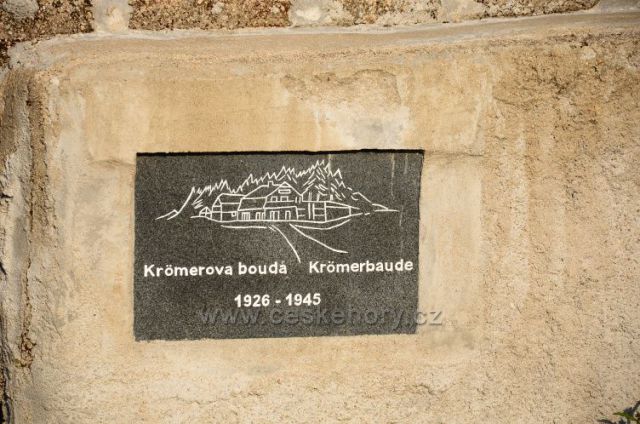 Krömerova bouda Krömerbaude
1926 - 1945
www.ceskehory.cz